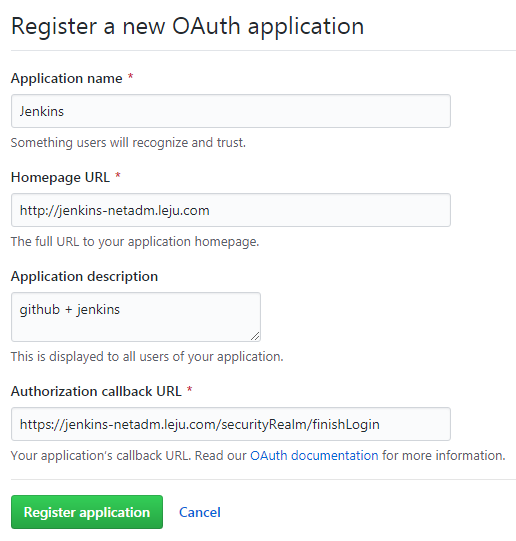 Register a new OAuth application
Application name *
Jenkins
Something users will recognize and trust.
Homepage URL *
http://jenkins-netadm.leju.com
The full URL to your application homepage.
Application description
github + jenkins
This is displayed to all users of your application.
Authorization callback URL *
https://jenkins-netadm.leju.com/securityRealm/finishLogin
Your application's callback URL. Read our OAuth documentation for more information.
Register application Cancel